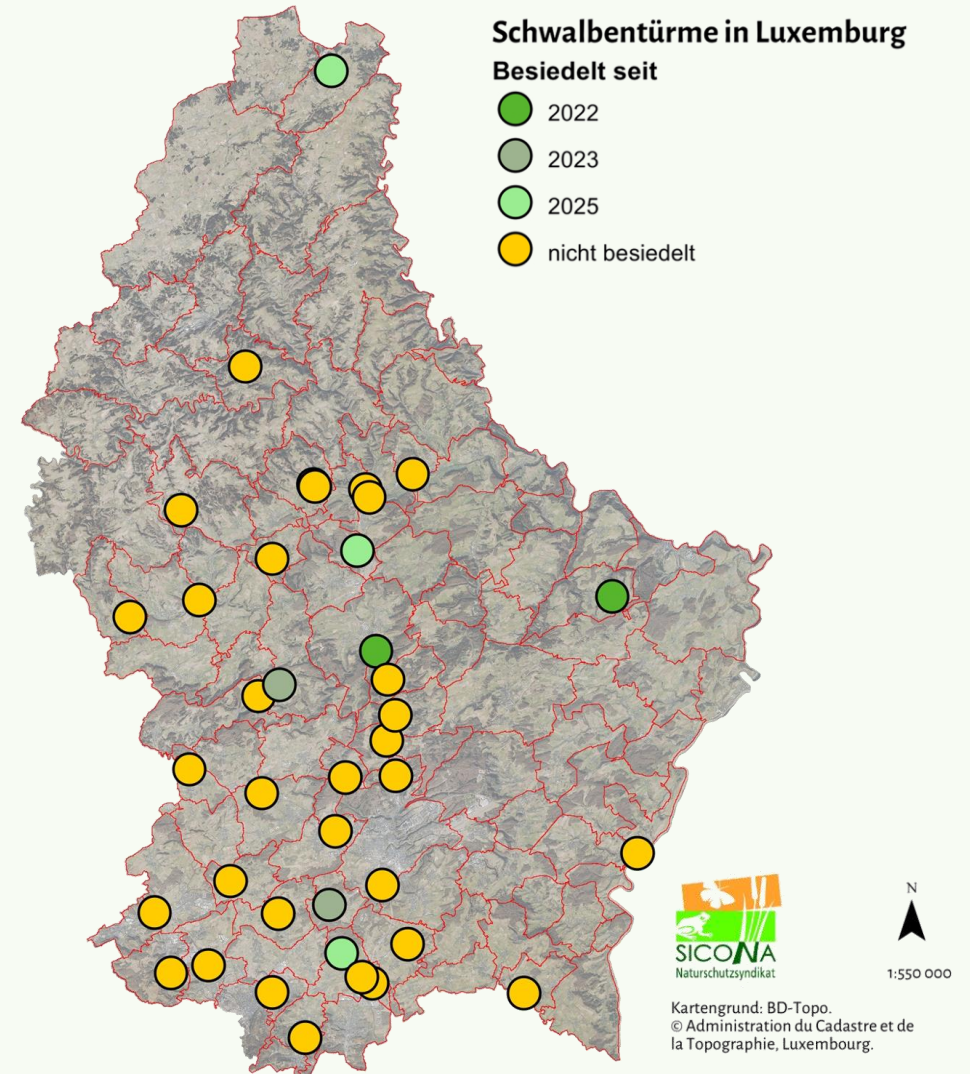 Schwalbentürme in Luxemburg
Besiedelt seit
2022
2023
2025
nicht besiedelt
SICONA
Naturschutzsyndikat
N
1:550 000
Kartengrund: BD-Topo.
© Administration du Cadastre et de
la Topographie, Luxembourg.